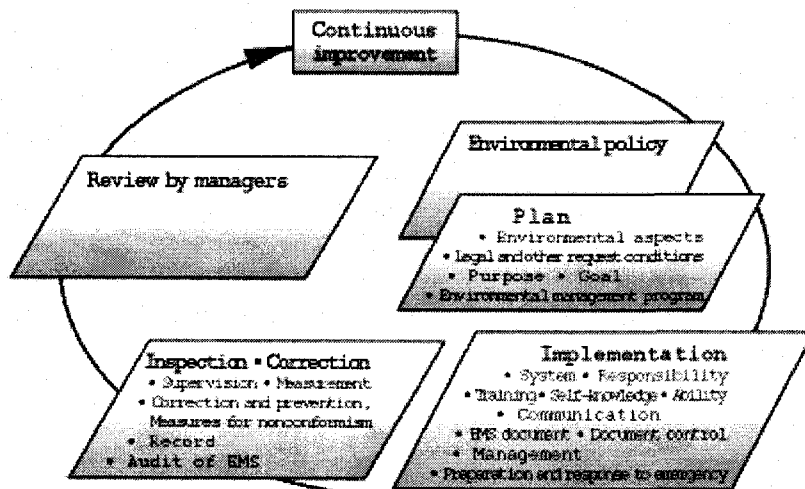 Continuous
improvement
Environmental policy
Review by managers
Plan
• Environmental aspects
• Legal and other request conditions
• Purpose • Goal
• Environmental management program
Implementation
• System • Responsibility
• Training • Self-knowledge • Ability
• Communication
• EMS document • Document control
• Management
• Preparation and response to emergency
Inspection • Correction
• Supervision • Measurement
• Correction and prevention,
Measures for nonconformism
• Record
• Audit of EMS